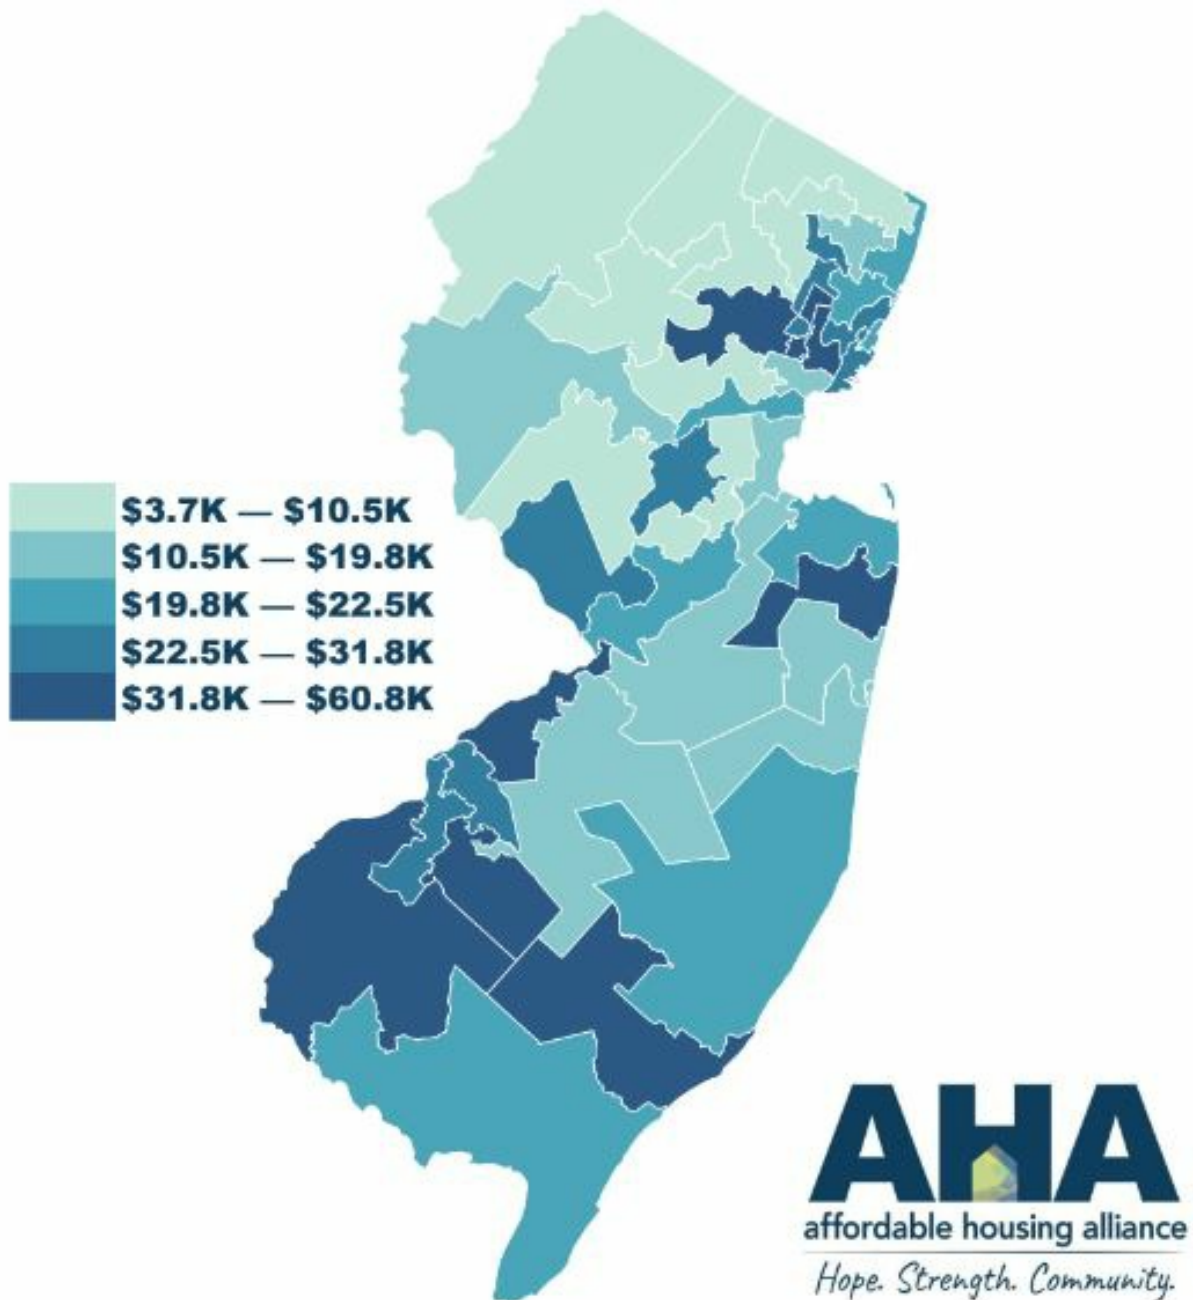 $3.7K — $10.5K
$10.5K — $19.8K
$19.8K — $22.5K
$22.5K — $31.8K
$31.8K — $60.8K
AHA
affordable housing alliance
Hope. Strength. Community.